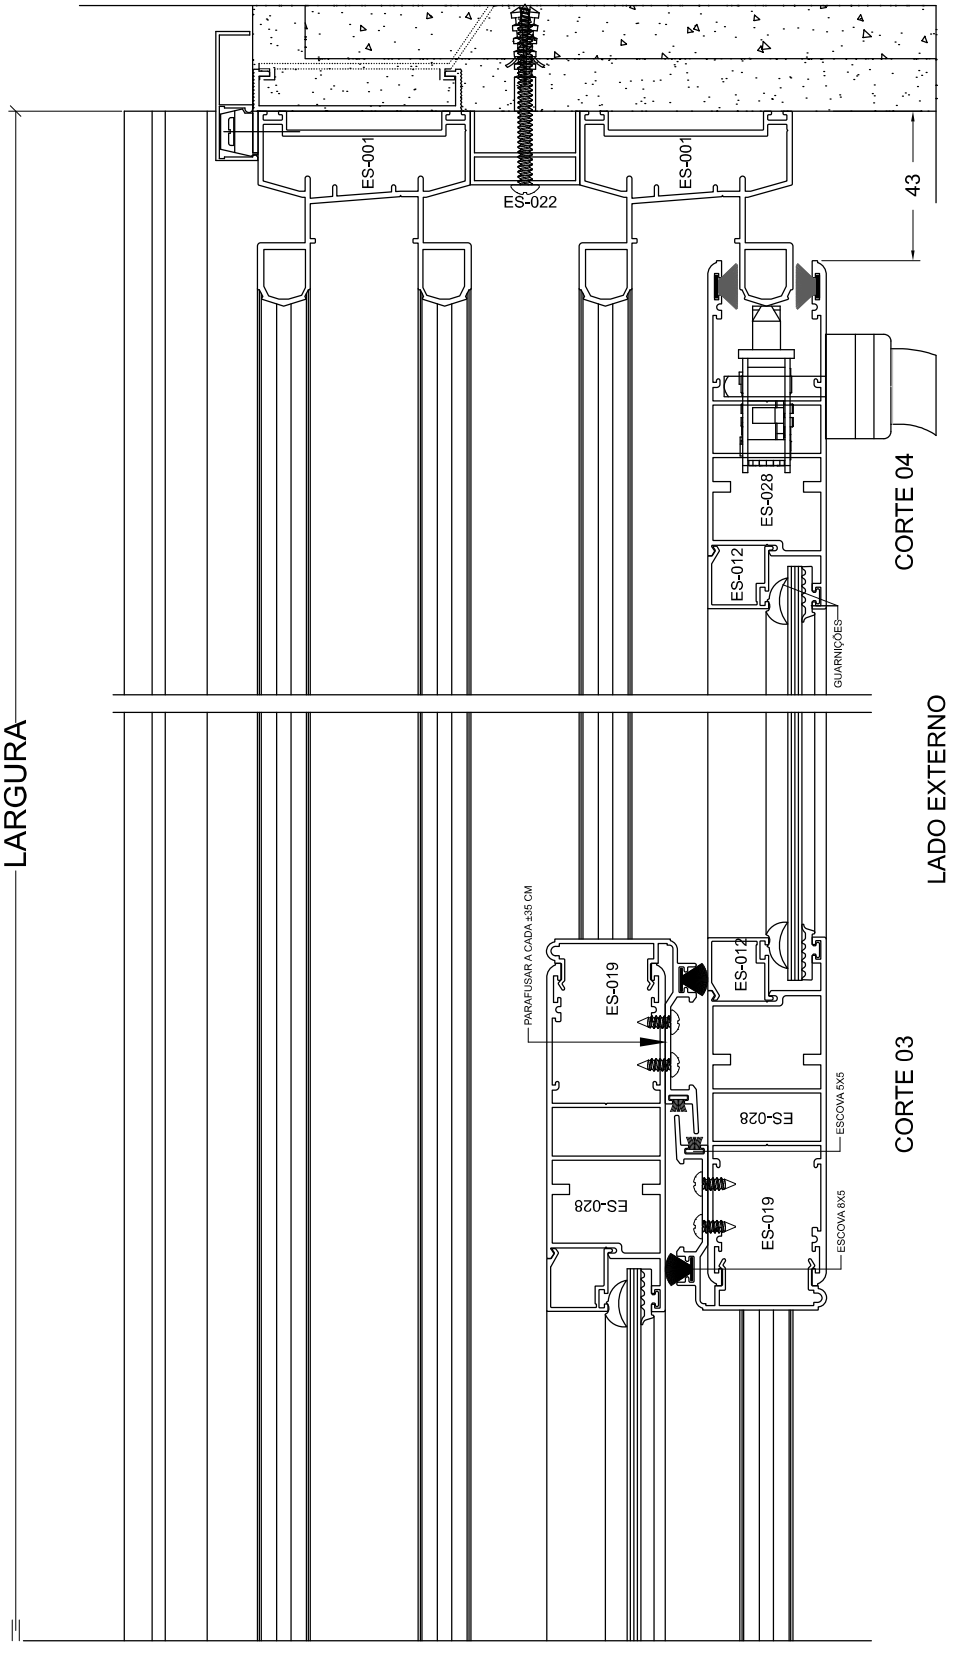 LARGURA
ES-001
ES-001
ES-022
43
ES-028
CORTE 04
ES-012
GUARNIÇÕES
LADO EXTERNO
PARAFUSAR A CADA ±35 CM
ES-019
ES-012
ES-028
ESCOVA 5X5
CORTE 03
ES-028
ES-019
ESCOVA 8X5